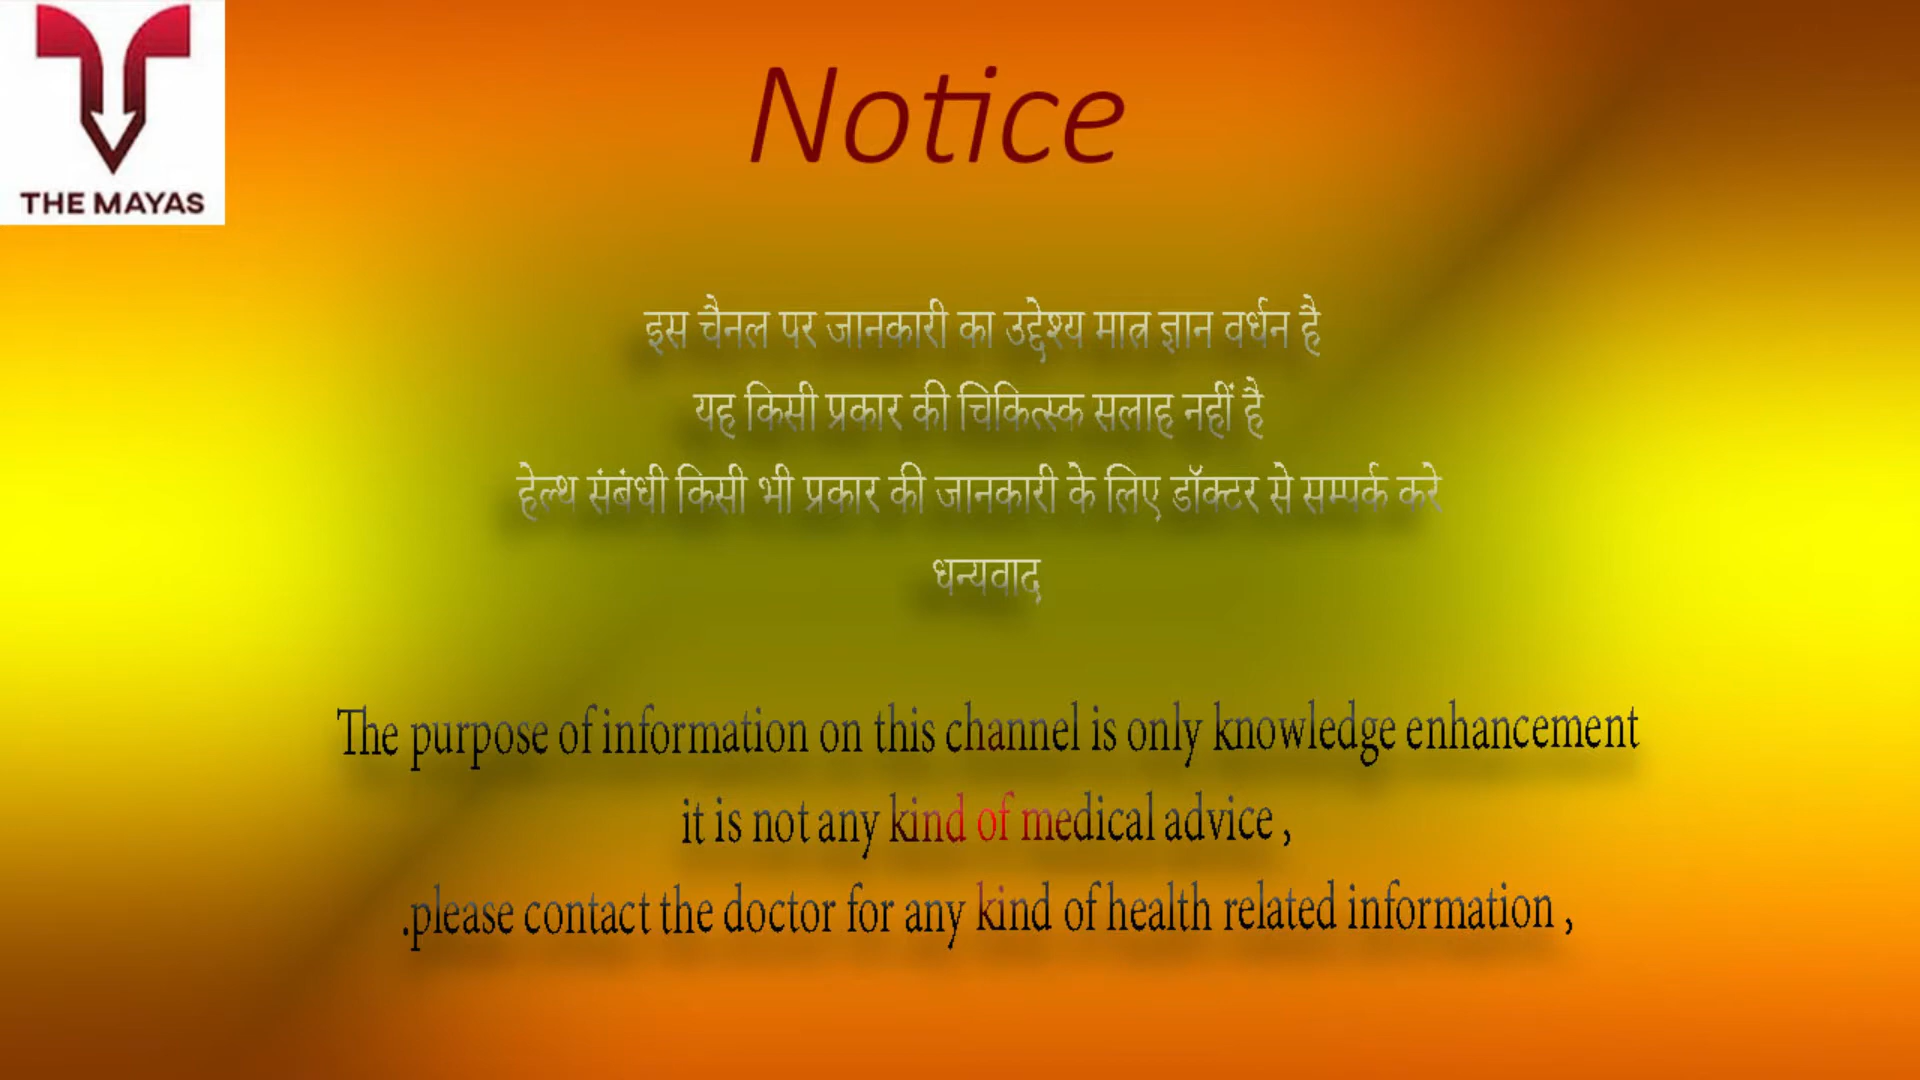 THE MAYAS
Notice
इस चैनल पर जानकारी का उद्देश्य मात्र ज्ञान वर्धन है
यह किसी प्रकार की चिकित्स्क सलाह नहीं है
हेल्थ संबंधी किसी भी प्रकार की जानकारी के लिए डॉक्टर से सम्पर्क करे
धन्यवाद
The purpose of information on this channel is only knowledge enhancement
it is not any kind of medical advice ,
.please contact the doctor for any kind of health related information ,